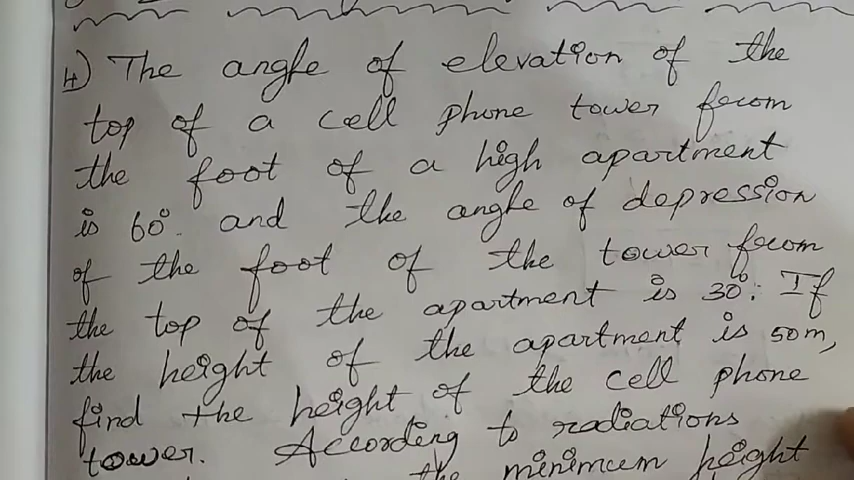 4) The angle of elevation of the
top of a cell phone tower from
the foot of a high apartment
is 60°. and the angle of depression
of the foot of the tower from
the top of the apartment is 30°. If
the height of the apartment is 50m,
find the height of the cell phone
tower. According to radiations
the minimum height